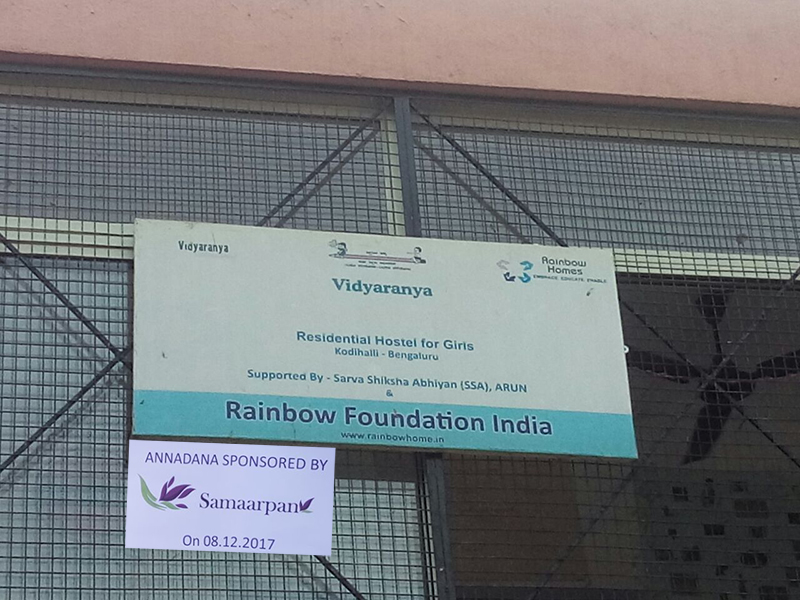 Vidyaranya
Rainbow
Homes
EMBRACE EDUCATE ENABLE
Vidyaranya
Residential Hostel for Girls
Kodihalli - Bengaluru
Supported By - Sarva Shiksha Abhiyan (SSA), ARUN
&
Rainbow Foundation India
www.rainbowhome.in
ANNADANA SPONSORED BY
Samaarpan
On 08.12.2017